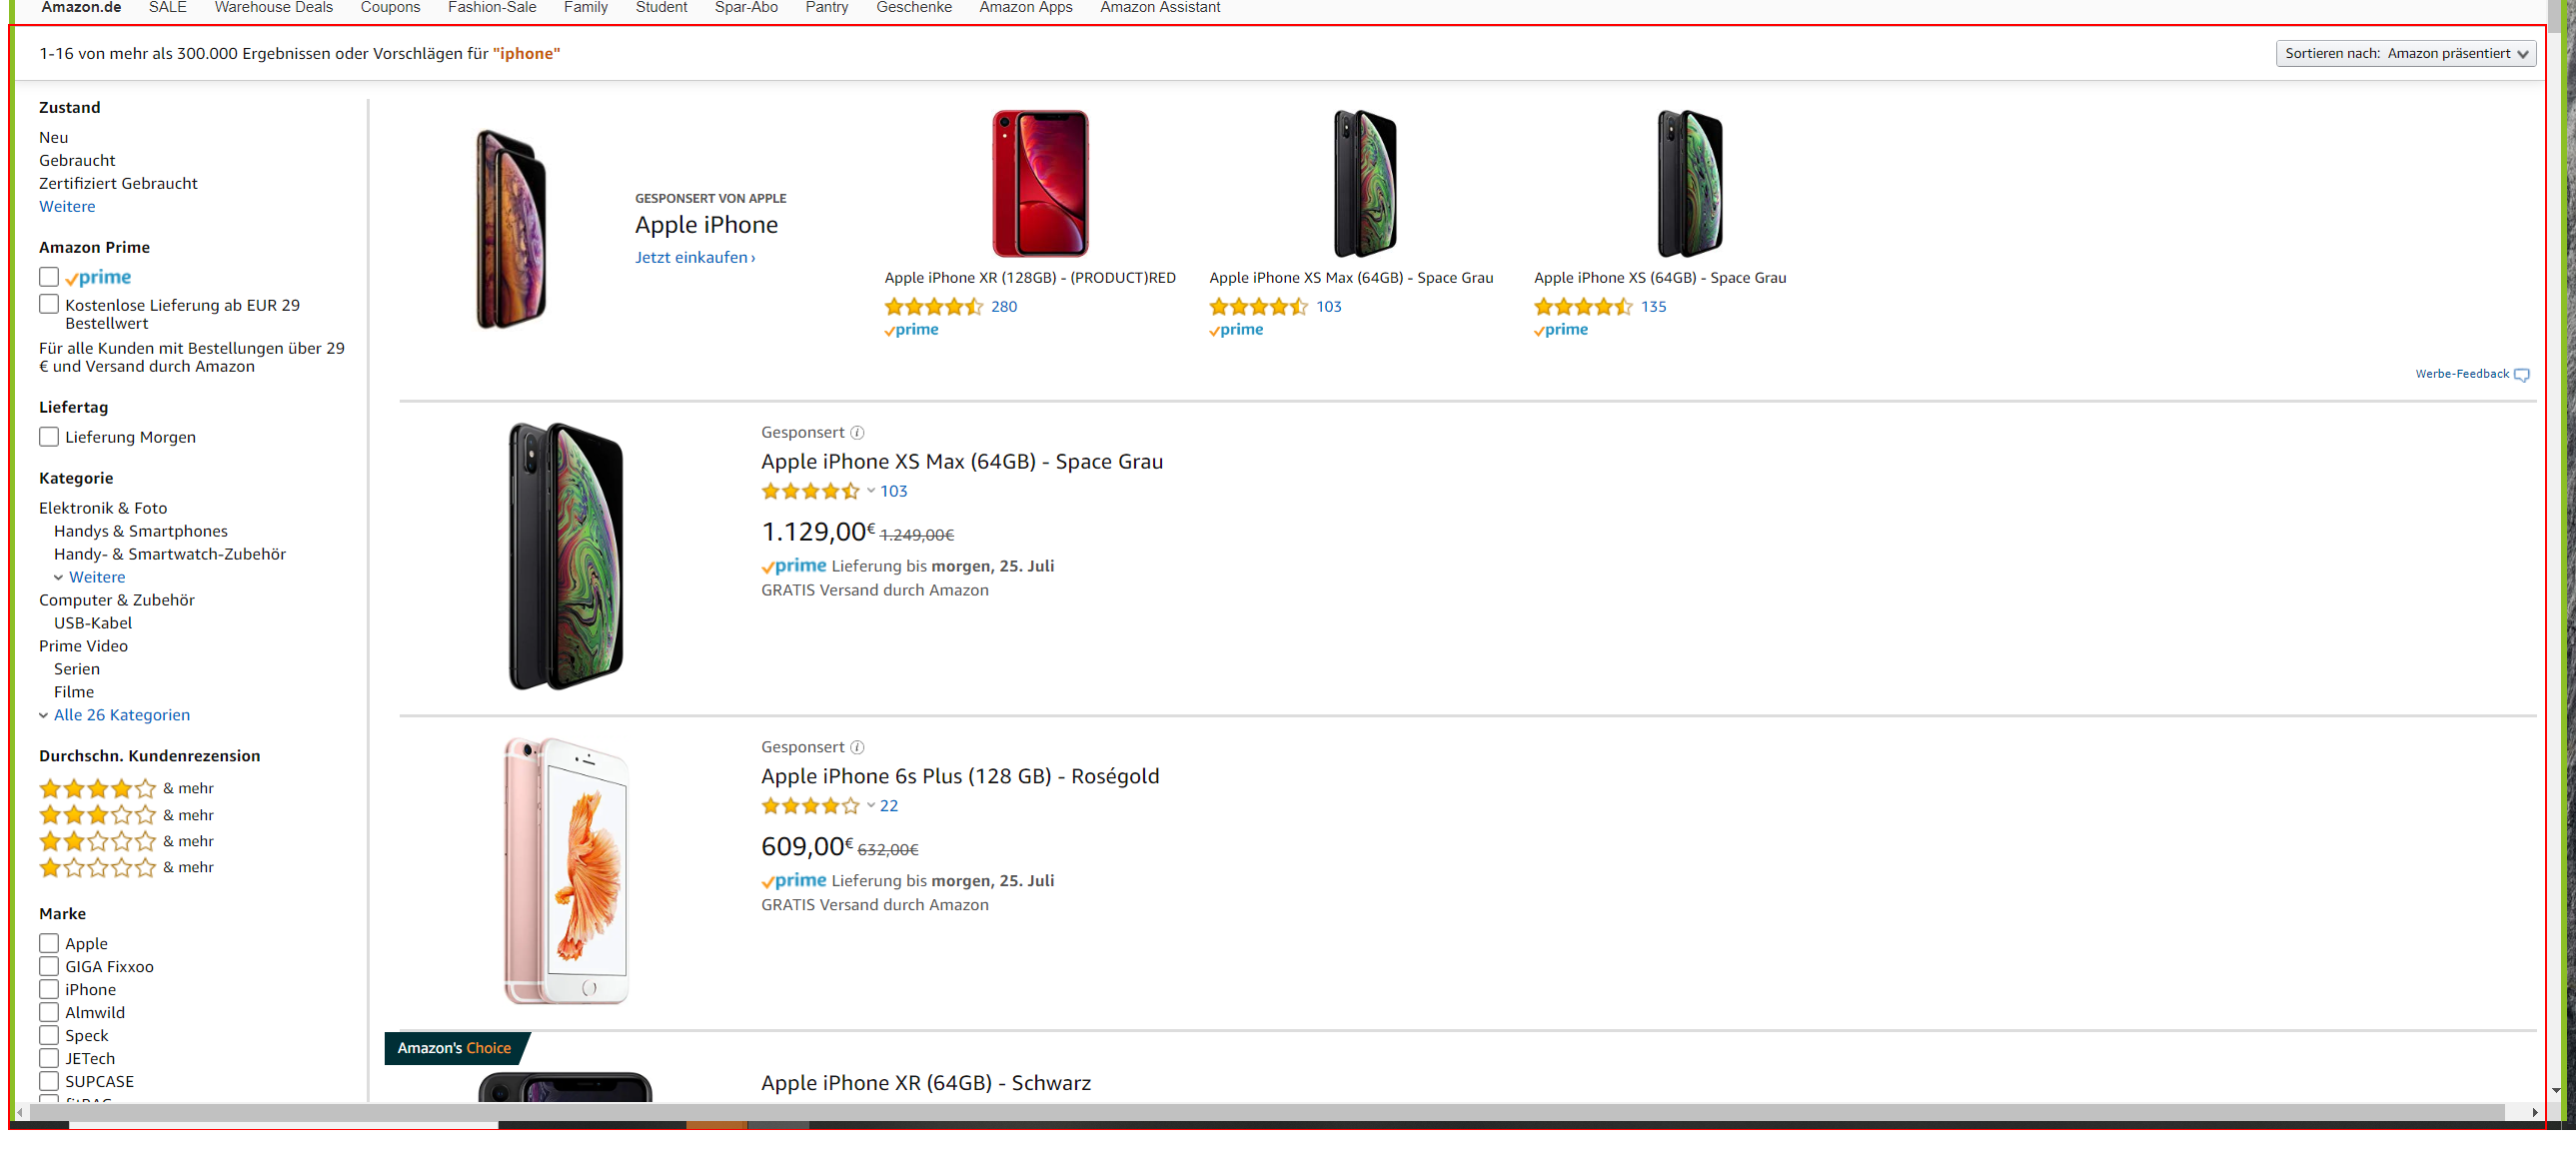 Amazon.de SALE Warehouse Deals Coupons Fashion-Sale Family Student Spar-Abo Pantry Geschenke Amazon Apps Amazon Assistant
1-16 von mehr als 300.000 Ergebnissen oder Vorschlägen für "iphone"
Sortieren nach: Amazon präsentiert
Zustand
Neu
Gebraucht
Zertifiziert Gebraucht
Weitere
Amazon Prime
prime
Kostenlose Lieferung ab EUR 29
Bestellwert
Für alle Kunden mit Bestellungen über 29
€ und Versand durch Amazon
Liefertag
Lieferung Morgen
Kategorie
Elektronik & Foto
Handys & Smartphones
Handy- & Smartwatch-Zubehör
Weitere
Computer & Zubehör
USB-Kabel
Prime Video
Serien
Filme
Alle 26 Kategorien
Durchschn. Kundenrezension
& mehr
& mehr
& mehr
& mehr
Marke
Apple
GIGA Fixxoo
iPhone
Almwild
Speck
JETech
SUPCASE
GESPONSERT VON APPLE
Apple iPhone
Jetzt einkaufen ›
Apple iPhone XR (128GB) - (PRODUCT)RED
280
prime
Apple iPhone XS Max (64GB) - Space Grau
103
prime
Apple iPhone XS (64GB) - Space Grau
135
prime
Werbe-Feedback
Gesponsert
Apple iPhone XS Max (64GB) - Space Grau
103
1.129,00€ 1.249,00€
prime Lieferung bis morgen, 25. Juli
GRATIS Versand durch Amazon
Gesponsert
Apple iPhone 6s Plus (128 GB) - Roségold
22
609,00€ 632,00€
prime Lieferung bis morgen, 25. Juli
GRATIS Versand durch Amazon
Amazon's Choice
Apple iPhone XR (64GB) - Schwarz